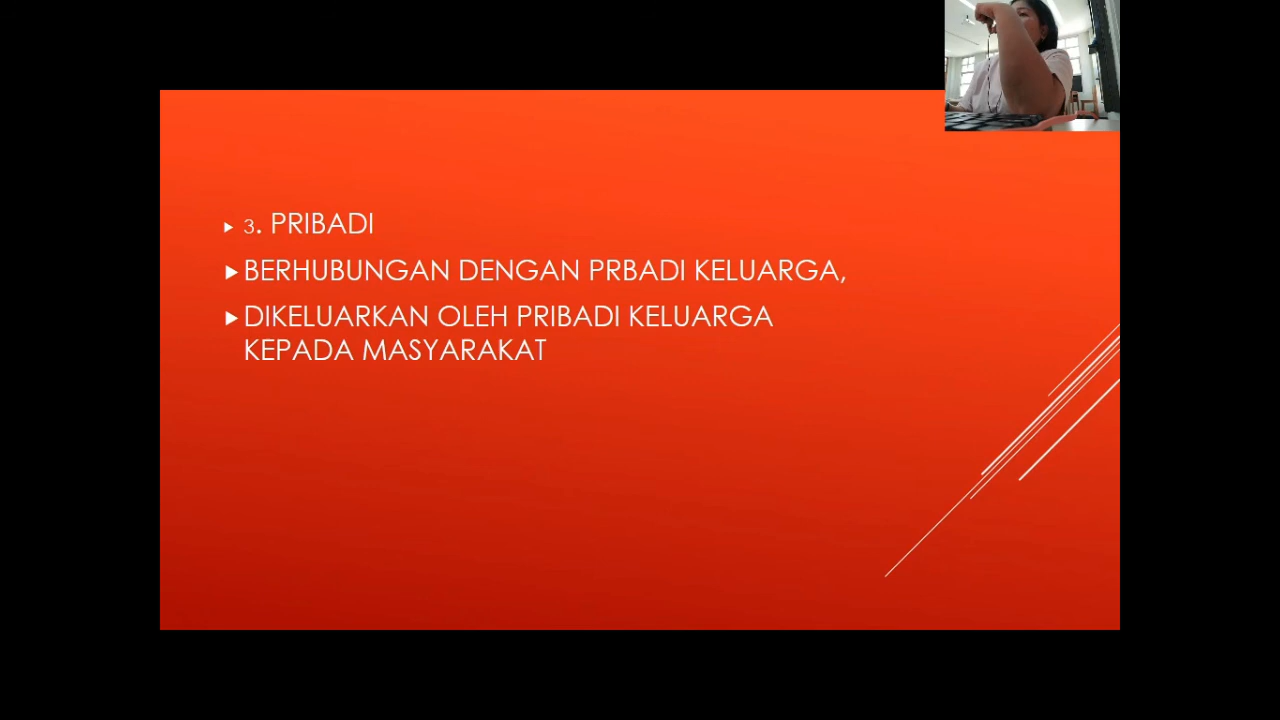 3. PRIBADI
BERHUBUNGAN DENGAN PRBADI KELUARGA,
DIKELUARKAN OLEH PRIBADI KELUARGA
KEPADA MASYARAKAT